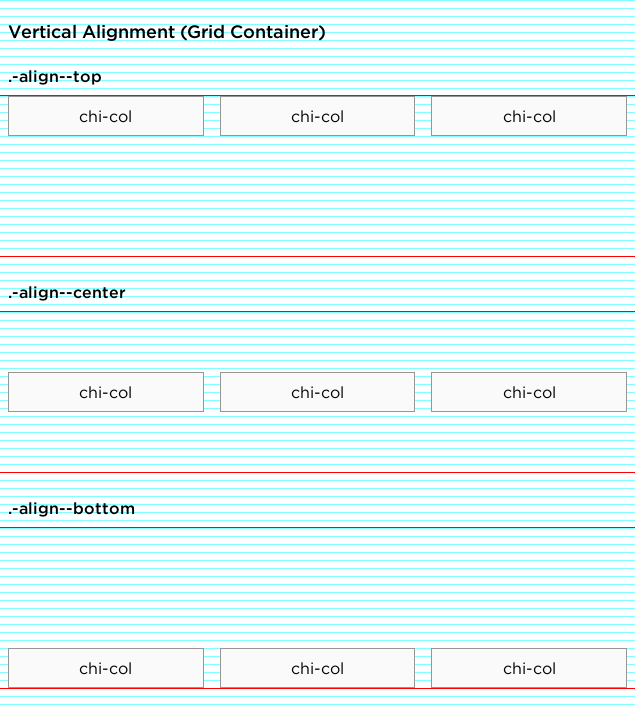 Vertical Alignment (Grid Container)
.-align--top
chi-col chi-col chi-col
.-align--center
chi-col chi-col chi-col
.-align--bottom
chi-col chi-col chi-col